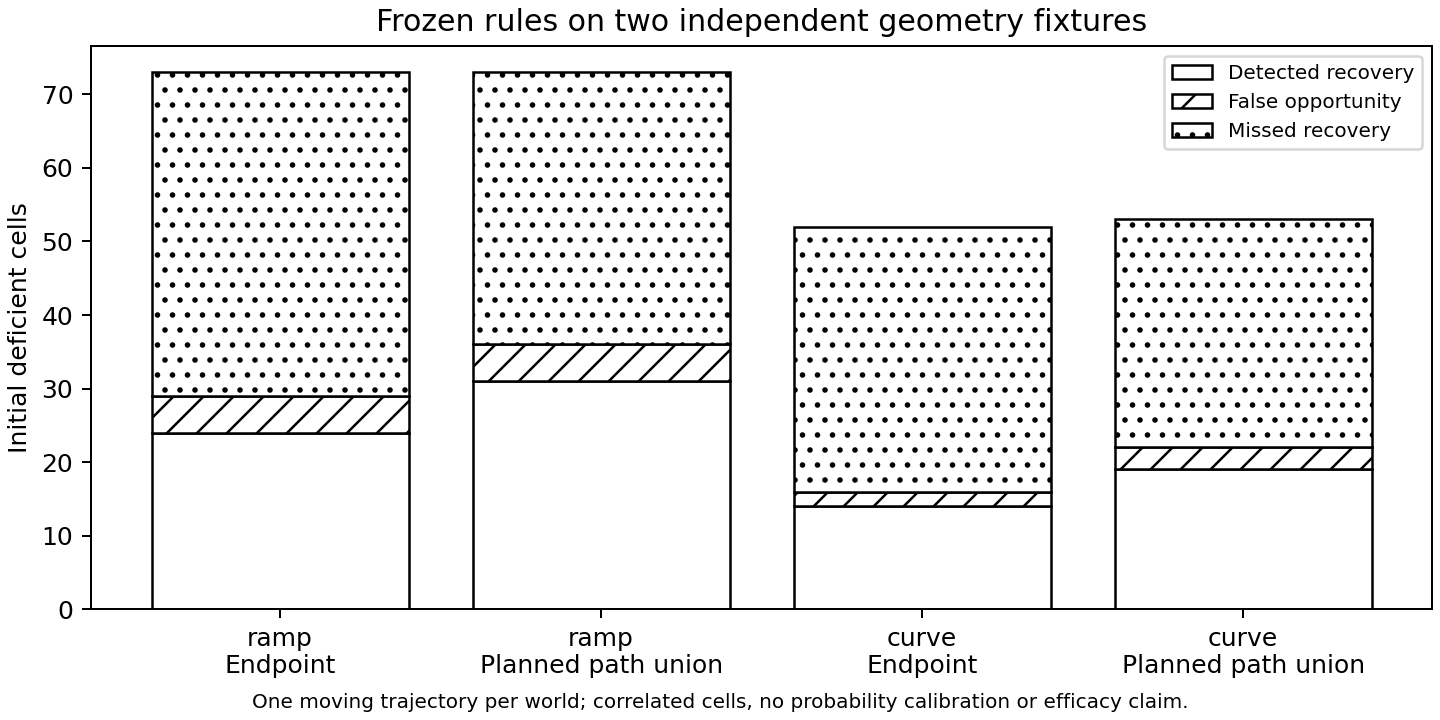 Frozen rules on two independent geometry fixtures
Detected recovery
False opportunity
Missed recovery
Initial deficient cells
70
60
50
40
30
20
10
0
ramp
Endpoint
ramp
Planned path union
curve
Endpoint
curve
Planned path union
One moving trajectory per world; correlated cells, no probability calibration or efficacy claim.